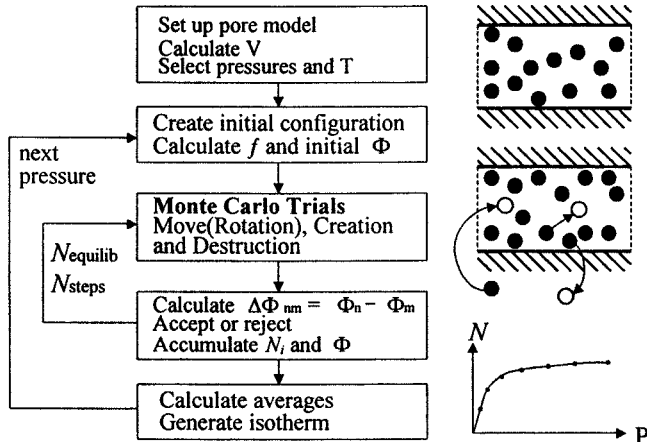 Set up pore model
Calculate V
Select pressures and T
Create initial configuration
Calculate f and initial Φ
next
pressure
Monte Carlo Trials
Move(Rotation), Creation
and Destruction
Nequilib
Nsteps
Calculate ΔΦnm = Φn − Φm
Accept or reject
Accumulate Ni and Φ
Calculate averages
Generate isotherm
N
P